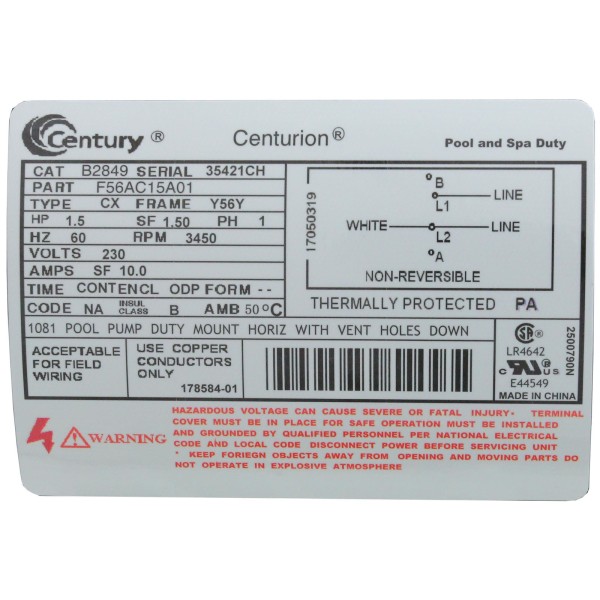 Century ® Centurion ® Pool and Spa Duty
CAT B2849 SERIAL 35421CH
PART F56AC15A01
TYPE CX FRAME Y56Y
HP 1.5 SF 1.50 PH 1
HZ 60 RPM 3450
VOLTS 230
AMPS SF 10.0
TIME CONT ENCL ODP FORM --
CODE NA INSUL CLASS B AMB 50°C
17050319
B
L1 LINE
WHITE L2 LINE
A
NON-REVERSIBLE
THERMALLY PROTECTED PA
1081 POOL PUMP DUTY MOUNT HORIZ WITH VENT HOLES DOWN
ACCEPTABLE
FOR FIELD
WIRING
USE COPPER
CONDUCTORS
ONLY
178584-01
SA ®
LR4642
C UR US
E44549
MADE IN CHINA
2500790N
WARNING
HAZARDOUS VOLTAGE CAN CAUSE SEVERE OR FATAL INJURY• TERMINAL
COVER MUST BE IN PLACE FOR SAFE OPERATION MUST BE INSTALLED
AND GROUNDED BY QUALIFIED PERSONNEL PER NATIONAL ELECTRICAL
CODE AND LOCAL CODE DISCONNECT POWER BEFORE SERVICING UNIT
• KEEP FORIEGN OBJECTS AWAY FROM OPENING AND MOVING PARTS DO
NOT OPERATE IN EXPLOSIVE ATMOSPHERE